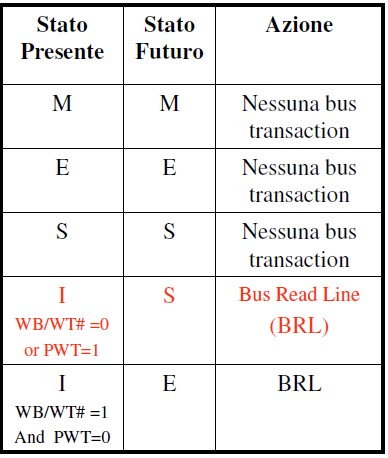 Stato Presente | Stato Futuro | Azione
M | M | Nessuna bus transaction
E | E | Nessuna bus transaction
S | S | Nessuna bus transaction
I WB/WT# =0 or PWT=1 | S | Bus Read Line (BRL)
I WB/WT# =1 And PWT=0 | E | BRL